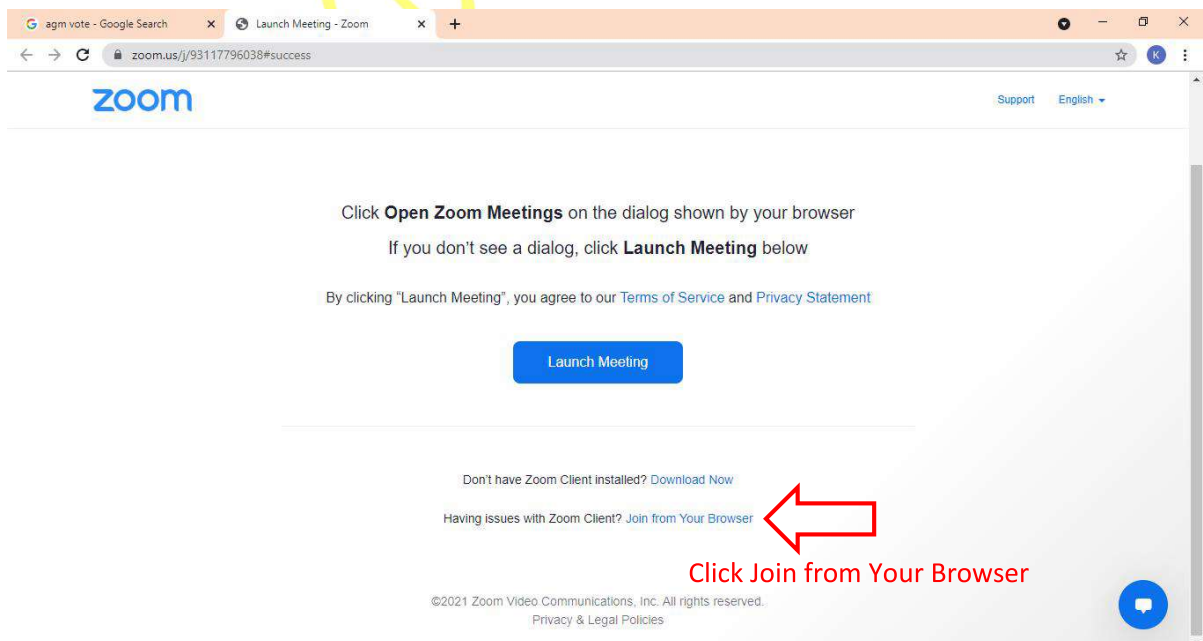 agm vote - Google Search
Launch Meeting - Zoom
zoom.us/j/93117796038#success
K
zoom
Support
English
Click Open Zoom Meetings on the dialog shown by your browser
If you don't see a dialog, click Launch Meeting below
By clicking "Launch Meeting", you agree to our Terms of Service and Privacy Statement
Launch Meeting
Don't have Zoom Client installed? Download Now
Having issues with Zoom Client? Join from Your Browser
Click Join from Your Browser
©2021 Zoom Video Communications, Inc. All rights reserved.
Privacy & Legal Policies